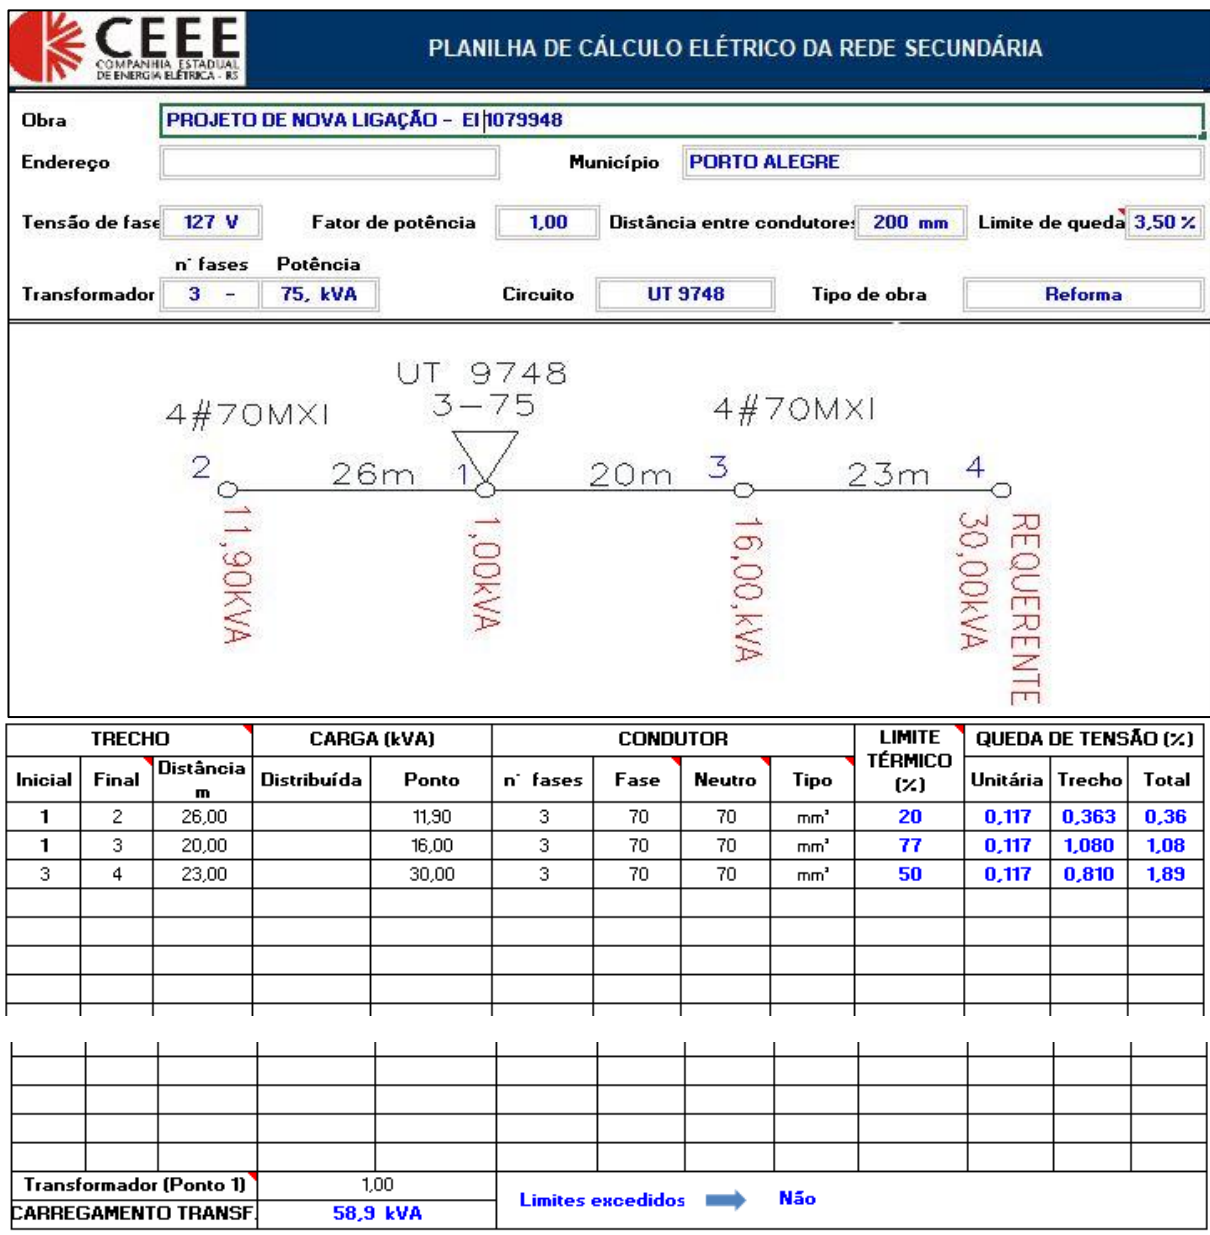 CEEE
COMPANHIA ESTADUAL
DE ENERGIA ELÉTRICA - RS
PLANILHA DE CÁLCULO ELÉTRICO DA REDE SECUNDÁRIA
Obra PROJETO DE NOVA LIGAÇÃO - EI 1079948
Endereço Município PORTO ALEGRE
Tensão de fase 127 V Fator de potência 1,00 Distância entre condutores 200 mm Limite de queda 3,50 %
n° fases Potência
Transformador 3 - 75, kVA Circuito UT 9748 Tipo de obra Reforma
UT 9748
3-75
4#70MXI 4#70MXI
2 26m 1 20m 3 23m 4
11,90KVA
1,00KVA
16,00,kVA
30,00KVA
REQUERENTE
TRECHO CARGA (kVA) CONDUTOR LIMITE TÉRMICO (%) QUEDA DE TENSÃO (%)
Inicial Final Distância m Distribuída Ponto n° fases Fase Neutro Tipo Unitária Trecho Total
1 2 26,00 11,90 3 70 70 mm² 20 0,117 0,363 0,36
1 3 20,00 16,00 3 70 70 mm² 77 0,117 1,080 1,08
3 4 23,00 30,00 3 70 70 mm² 50 0,117 0,810 1,89
Transformador (Ponto 1) 1,00
CARREGAMENTO TRANSF. 58,9 kVA
Limites excedidos Não